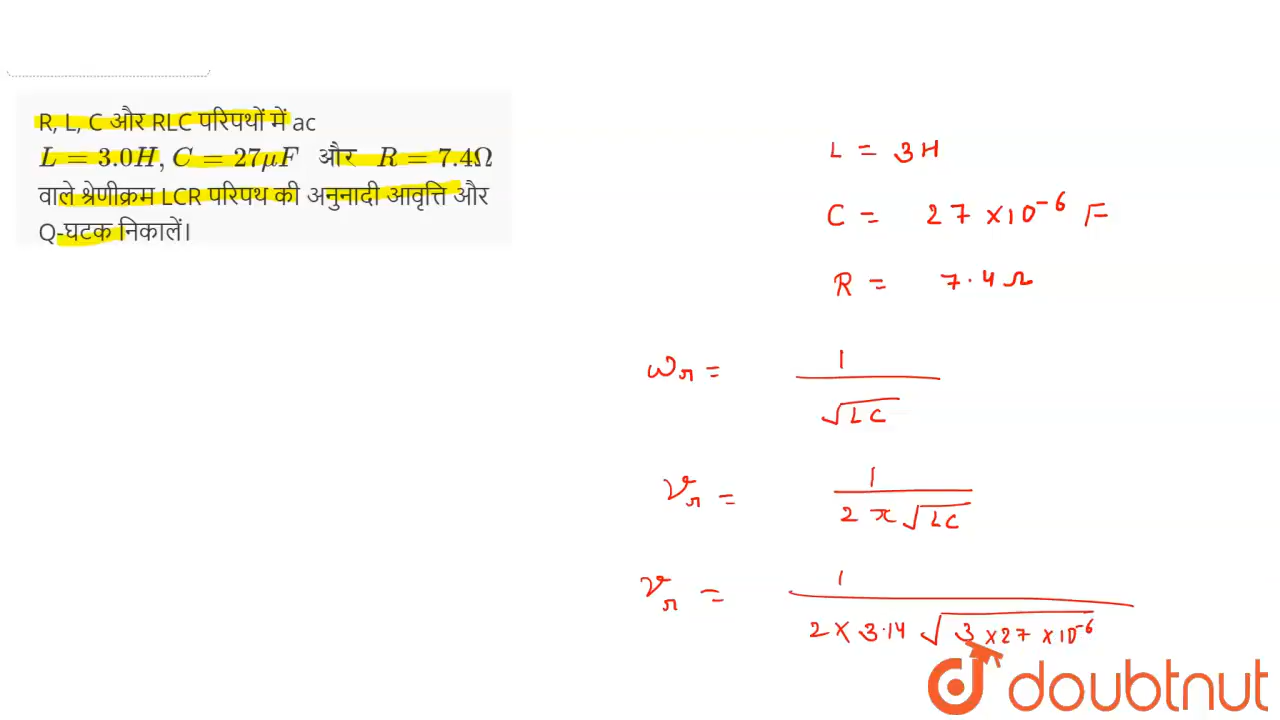 R, L, C और RLC परिपथों में ac
L = 3.0H, C = 27μF और R = 7.4Ω
वाले श्रेणीक्रम LCR परिपथ की अनुनादी आवृत्ति और
Q-घटक निकालें।
L = 3H
C = 27 × 10⁻⁶ F
R = 7.4 Ω
ωr = 1 / √LC
νr = 1 / 2π√LC
νr = 1 / 2 × 3.14 √3 × 27 × 10⁻⁶
doubtnut